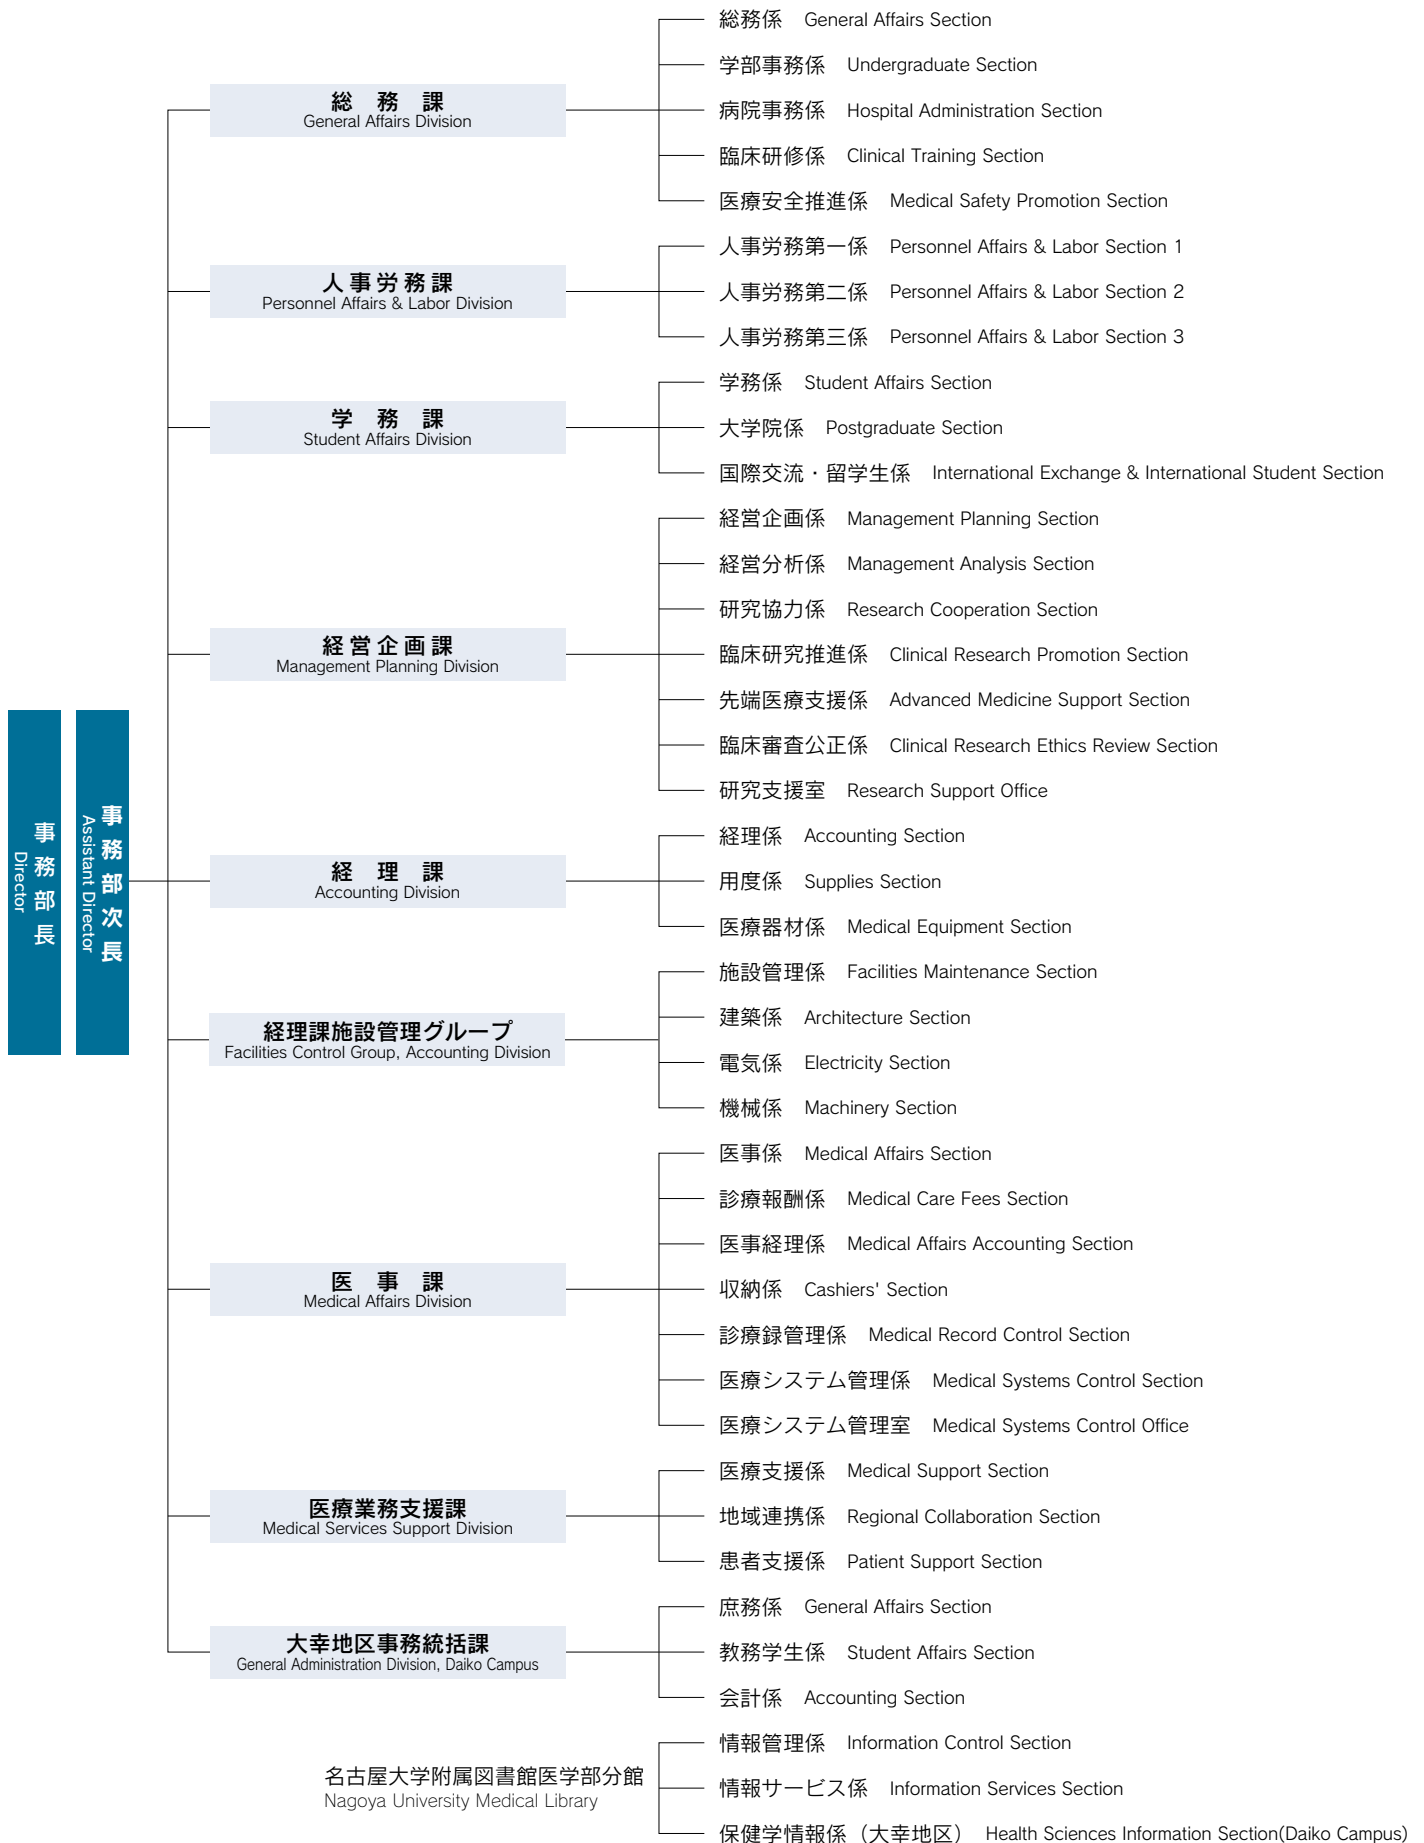 事務部長
Director
事務部次長
Assistant Director
総務課
General Affairs Division
総務係 General Affairs Section
学部事務係 Undergraduate Section
病院事務係 Hospital Administration Section
臨床研修係 Clinical Training Section
医療安全推進係 Medical Safety Promotion Section
人事労務課
Personnel Affairs & Labor Division
人事労務第一係 Personnel Affairs & Labor Section 1
人事労務第二係 Personnel Affairs & Labor Section 2
人事労務第三係 Personnel Affairs & Labor Section 3
学務課
Student Affairs Division
学務係 Student Affairs Section
大学院係 Postgraduate Section
国際交流・留学生係 International Exchange & International Student Section
経営企画課
Management Planning Division
経営企画係 Management Planning Section
経営分析係 Management Analysis Section
研究協力係 Research Cooperation Section
臨床研究推進係 Clinical Research Promotion Section
先端医療支援係 Advanced Medicine Support Section
臨床審査公正係 Clinical Research Ethics Review Section
研究支援室 Research Support Office
経理課
Accounting Division
経理係 Accounting Section
用度係 Supplies Section
医療器材係 Medical Equipment Section
経理課施設管理グループ
Facilities Control Group, Accounting Division
施設管理係 Facilities Maintenance Section
建築係 Architecture Section
電気係 Electricity Section
機械係 Machinery Section
医事課
Medical Affairs Division
医事係 Medical Affairs Section
診療報酬係 Medical Care Fees Section
医事経理係 Medical Affairs Accounting Section
収納係 Cashiers' Section
診療録管理係 Medical Record Control Section
医療システム管理係 Medical Systems Control Section
医療システム管理室 Medical Systems Control Office
医療業務支援課
Medical Services Support Division
医療支援係 Medical Support Section
地域連携係 Regional Collaboration Section
患者支援係 Patient Support Section
大幸地区事務統括課
General Administration Division, Daiko Campus
庶務係 General Affairs Section
教務学生係 Student Affairs Section
会計係 Accounting Section
名古屋大学附属図書館医学部分館
Nagoya University Medical Library
情報管理係 Information Control Section
情報サービス係 Information Services Section
保健学情報係（大幸地区） Health Sciences Information Section(Daiko Campus)